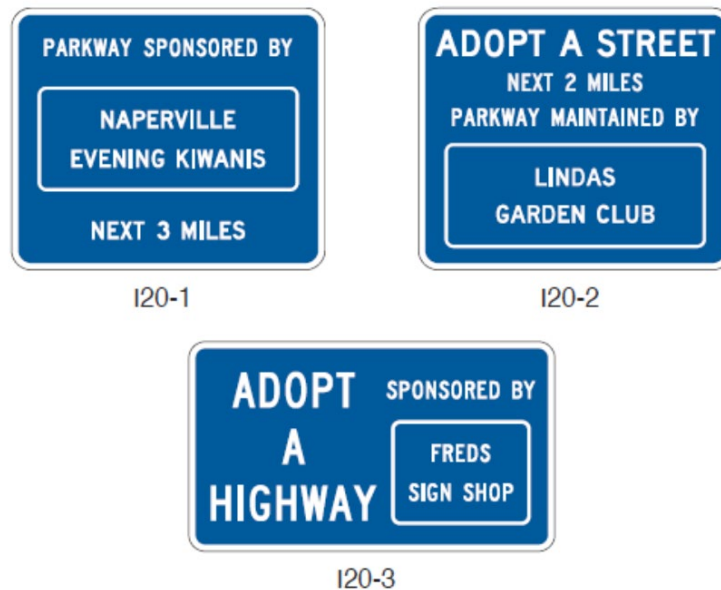 PARKWAY SPONSORED BY
NAPERVILLE
EVENING KIWANIS
NEXT 3 MILES
I20-1
ADOPT A STREET
NEXT 2 MILES
PARKWAY MAINTAINED BY
LINDAS
GARDEN CLUB
I20-2
ADOPT
A
HIGHWAY
SPONSORED BY
FREDS
SIGN SHOP
I20-3